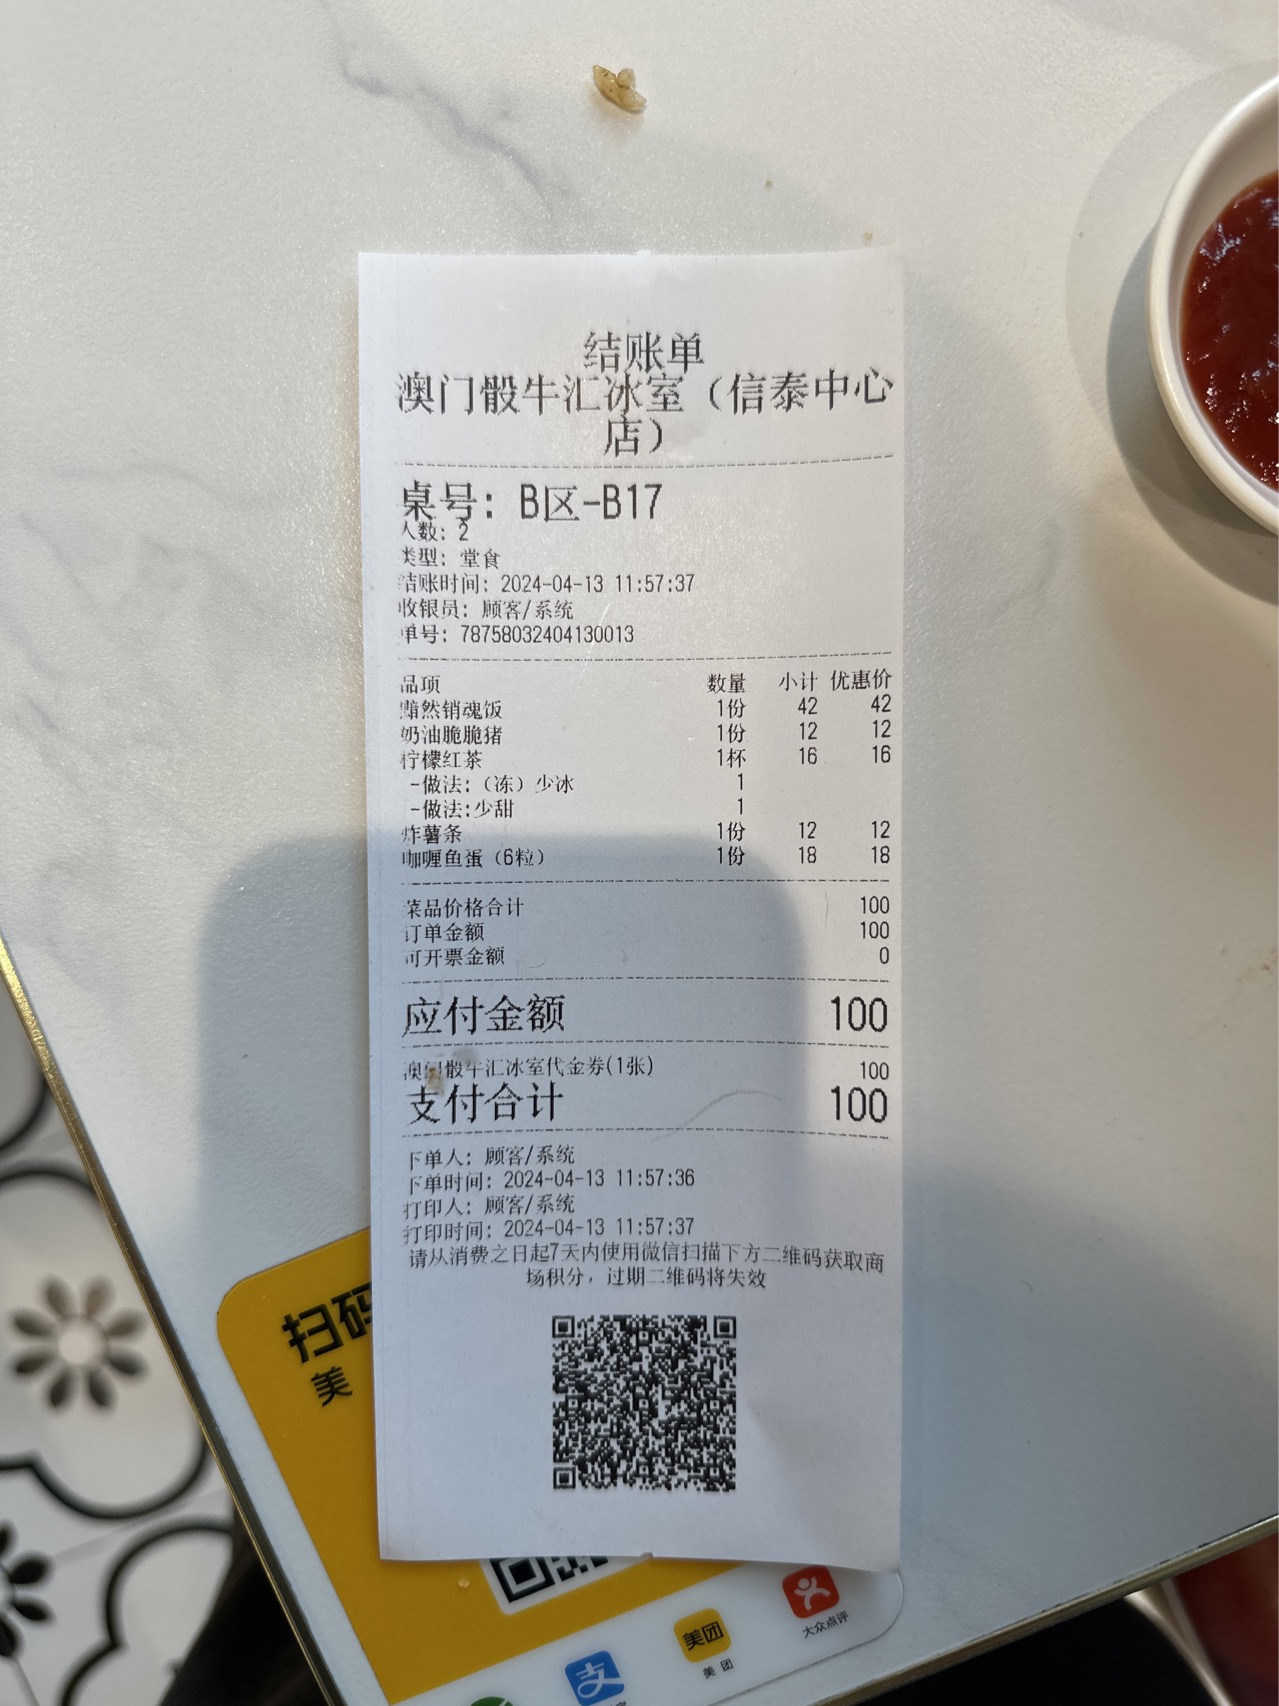 结账单
澳门骰牛汇冰室（信泰中心
店）
桌号：B区-B17
人数：2
类型：堂食
结账时间：2024-04-13 11:57:37
收银员：顾客/系统
单号：78758032404130013
品项 数量 小计 优惠价
黯然销魂饭 1份 42 42
奶油脆脆猪 1份 12 12
柠檬红茶 1杯 16 16
-做法：（冻）少冰 1
-做法:少甜 1
炸薯条 1份 12 12
咖喱鱼蛋（6粒） 1份 18 18
菜品价格合计 100
订单金额 100
可开票金额 0
应付金额 100
澳门骰牛汇冰室代金券(1张) 100
支付合计 100
下单人：顾客/系统
下单时间：2024-04-13 11:57:36
打印人：顾客/系统
打印时间：2024-04-13 11:57:37
请从消费之日起7天内使用微信扫描下方二维码获取商
场积分，过期二维码将失效
扫码
美
支
美团
美团
大众点评